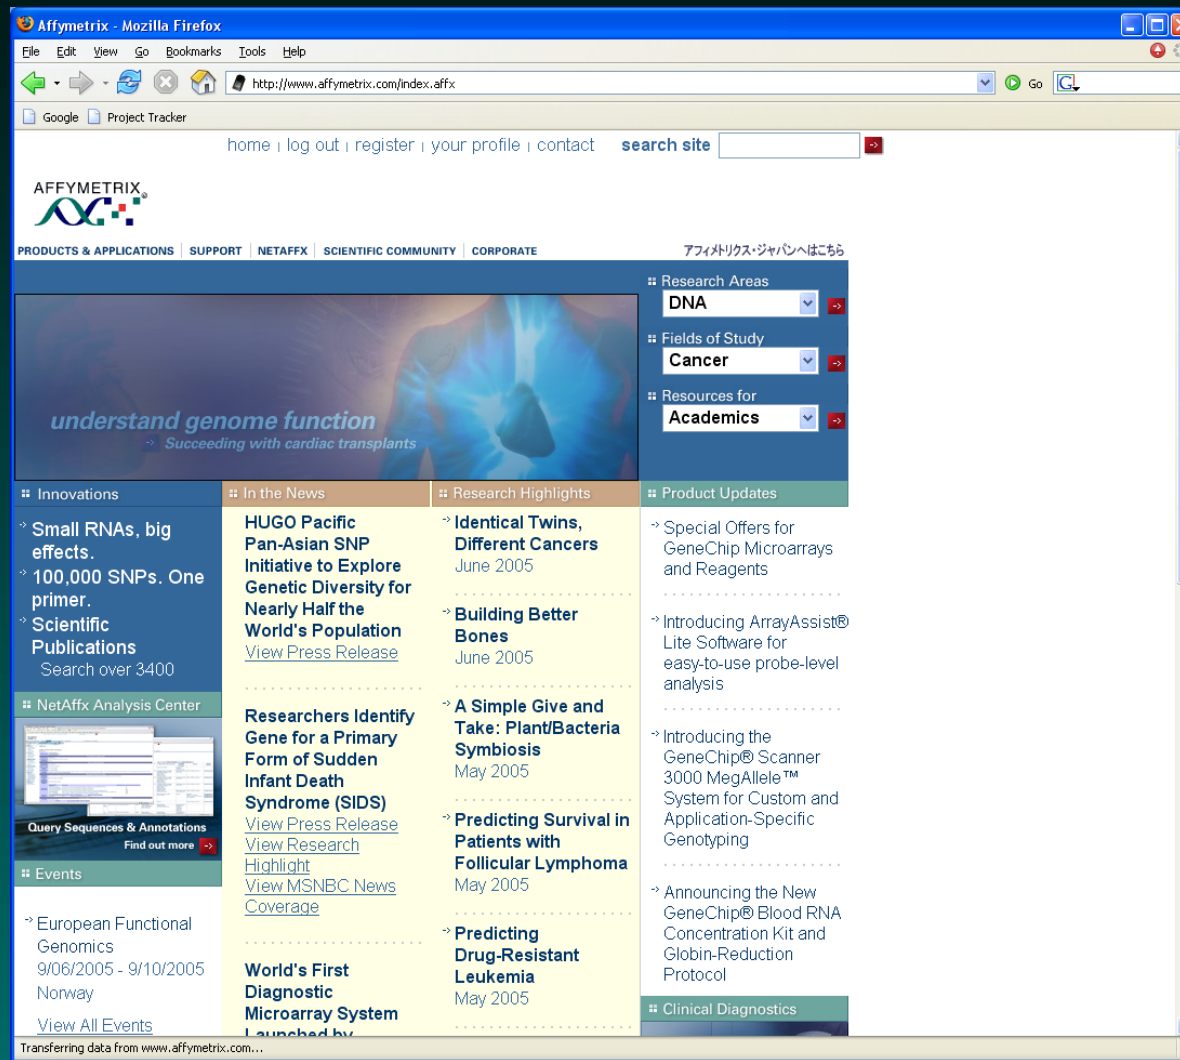 Affymetrix - Mozilla Firefox
File Edit View Go Bookmarks Tools Help
http://www.affymetrix.com/index.affx
Go
G
Google Project Tracker
home | log out | register | your profile | contact search site
AFFYMETRIX®
PRODUCTS & APPLICATIONS | SUPPORT | NETAFFX | SCIENTIFIC COMMUNITY | CORPORATE
アフィメトリクス・ジャパンへはこちら
understand genome function
Succeeding with cardiac transplants
Research Areas
DNA
Fields of Study
Cancer
Resources for
Academics
Innovations
Small RNAs, big
effects.
100,000 SNPs. One
primer.
Scientific
Publications
Search over 3400
NetAffx Analysis Center
Query Sequences & Annotations
Find out more
Events
European Functional
Genomics
9/06/2005 - 9/10/2005
Norway
View All Events
In the News
HUGO Pacific
Pan-Asian SNP
Initiative to Explore
Genetic Diversity for
Nearly Half the
World's Population
View Press Release
Researchers Identify
Gene for a Primary
Form of Sudden
Infant Death
Syndrome (SIDS)
View Press Release
View Research
Highlight
View MSNBC News
Coverage
World's First
Diagnostic
Microarray System
Launched by
Research Highlights
Identical Twins,
Different Cancers
June 2005
Building Better
Bones
June 2005
A Simple Give and
Take: Plant/Bacteria
Symbiosis
May 2005
Predicting Survival in
Patients with
Follicular Lymphoma
May 2005
Predicting
Drug-Resistant
Leukemia
May 2005
Product Updates
Special Offers for
GeneChip Microarrays
and Reagents
Introducing ArrayAssist®
Lite Software for
easy-to-use probe-level
analysis
Introducing the
GeneChip® Scanner
3000 MegAllele™
System for Custom and
Application-Specific
Genotyping
Announcing the New
GeneChip® Blood RNA
Concentration Kit and
Globin-Reduction
Protocol
Clinical Diagnostics
Transferring data from www.affymetrix.com...